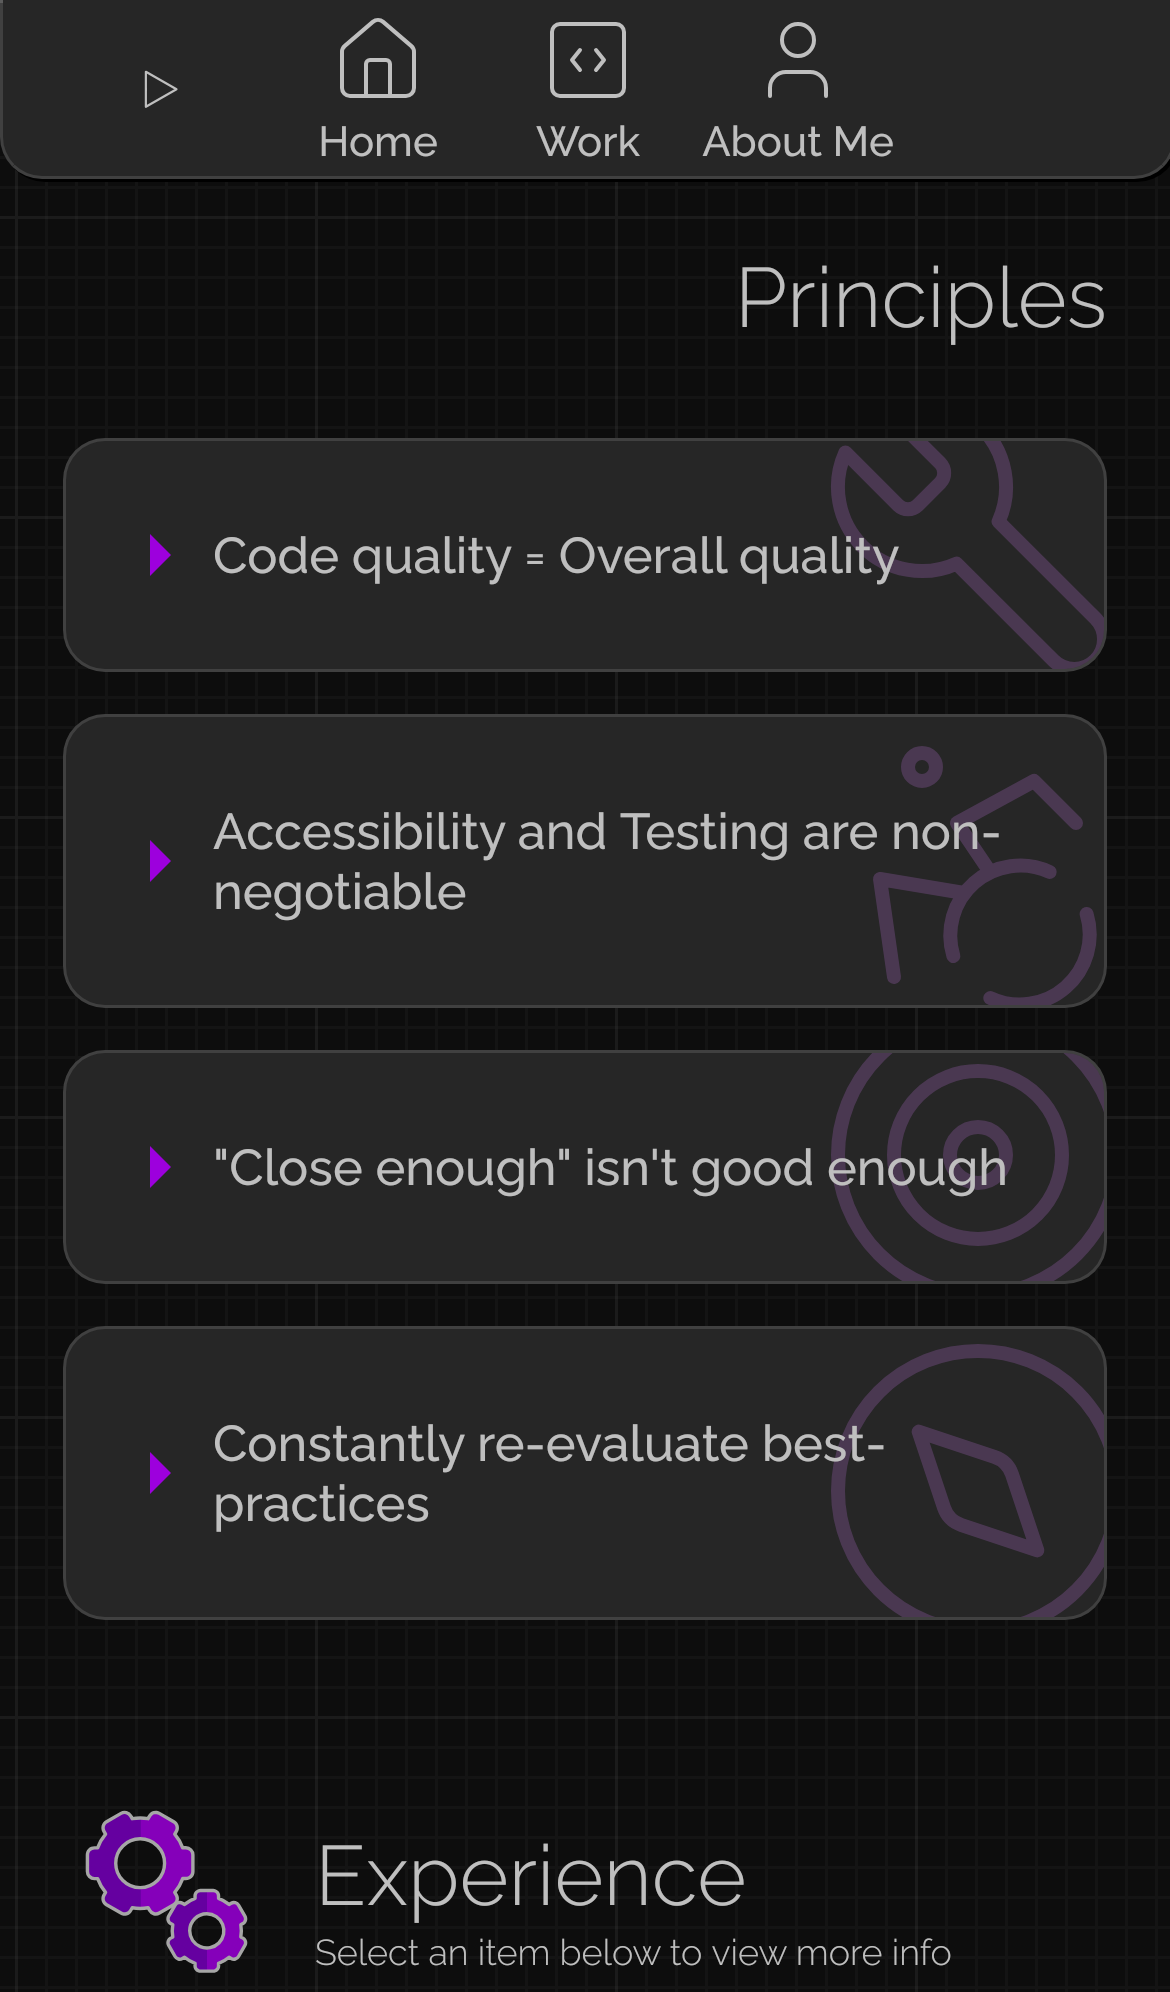 Home
Work
About Me
Principles
Code quality = Overall quality
Accessibility and Testing are non-
negotiable
"Close enough" isn't good enough
Constantly re-evaluate best-
practices
Experience
Select an item below to view more info